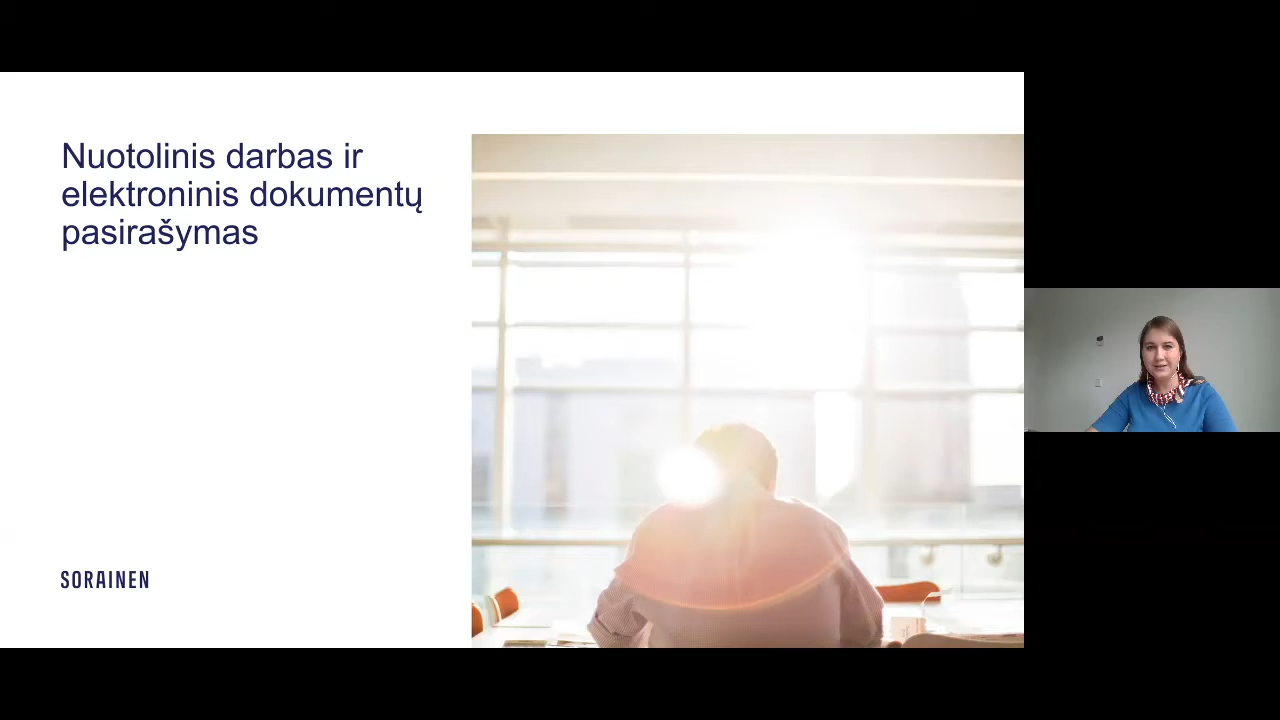 Nuotolinis darbas ir
elektroninis dokumentų
pasirašymas
SORAINEN